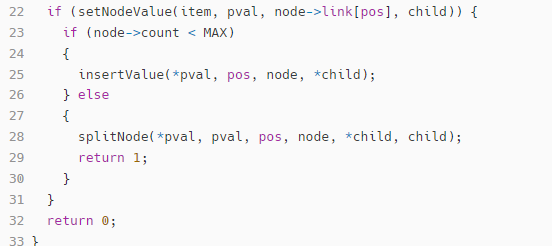 22 if (setNodeValue(item, pval, node->link[pos], child)) {
23 if (node->count < MAX)
24 {
25 insertValue(*pval, pos, node, *child);
26 } else
27 {
28 splitNode(*pval, pval, pos, node, *child, child);
29 return 1;
30 }
31 }
32 return 0;
33 }